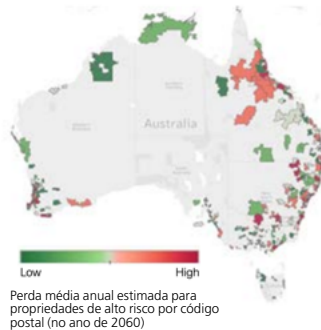 Australia
Low High
Perda média anual estimada para
propriedades de alto risco por código
postal (no ano de 2060)